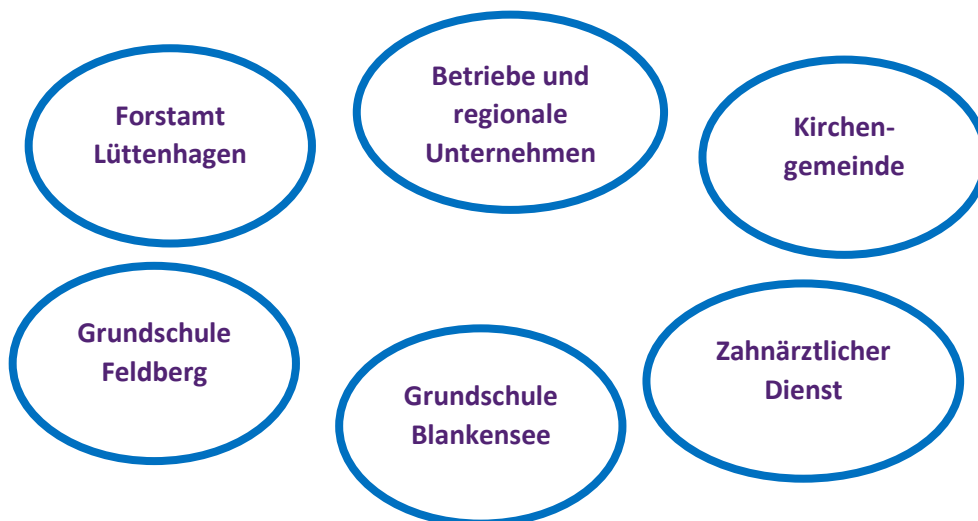 Forstamt
Lüttenhagen
Betriebe und
regionale
Unternehmen
Kirchen-
gemeinde
Grundschule
Feldberg
Grundschule
Blankensee
Zahnärztlicher
Dienst